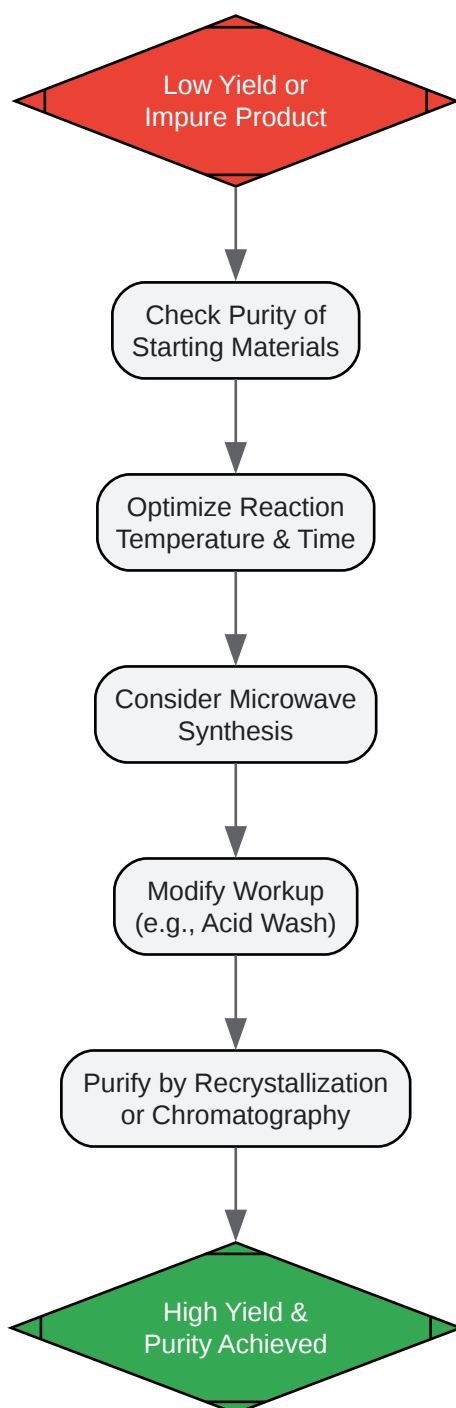 Low Yield or
Impure Product
Check Purity of
Starting Materials
Optimize Reaction
Temperature & Time
Consider Microwave
Synthesis
Modify Workup
(e.g., Acid Wash)
Purify by Recrystallization
or Chromatography
High Yield &
Purity Achieved